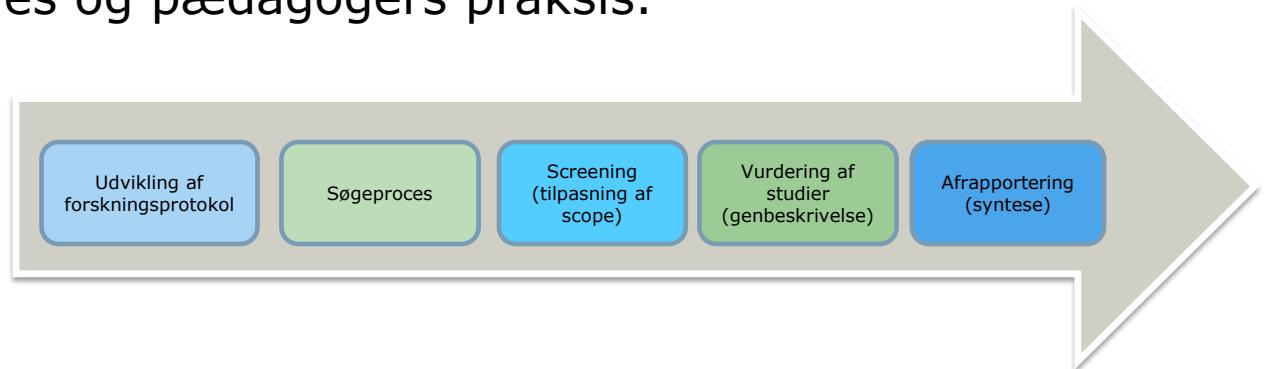 es og pædagogers praksis.
Udvikling af
forskningsprotokol
Søgeproces
Screening
(tilpasning af
scope)
Vurdering af
studier
(genbeskrivelse)
Afrapportering
(syntese)